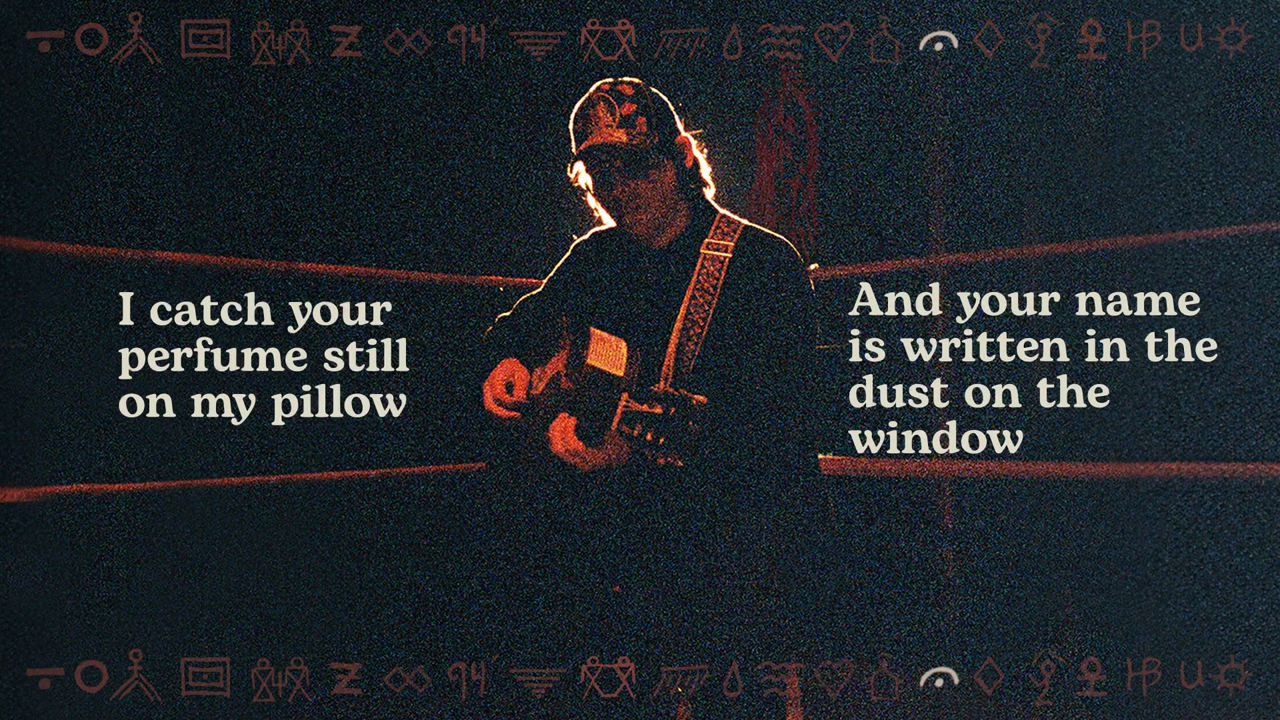 I catch your
perfume still
on my pillow
And your name
is written in the
dust on the
window